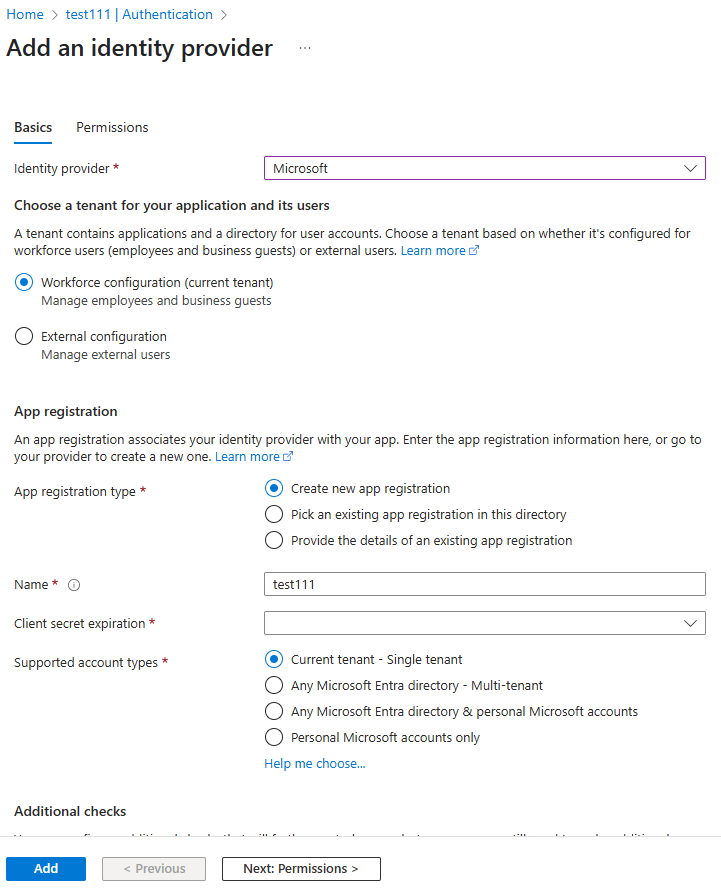 Home > test111 | Authentication >
Add an identity provider ...
Basics Permissions
Identity provider * Microsoft
Choose a tenant for your application and its users
A tenant contains applications and a directory for user accounts. Choose a tenant based on whether it's configured for
workforce users (employees and business guests) or external users. Learn more
Workforce configuration (current tenant)
Manage employees and business guests
External configuration
Manage external users
App registration
An app registration associates your identity provider with your app. Enter the app registration information here, or go to
your provider to create a new one. Learn more
App registration type * Create new app registration
Pick an existing app registration in this directory
Provide the details of an existing app registration
Name * test111
Client secret expiration *
Supported account types * Current tenant - Single tenant
Any Microsoft Entra directory - Multi-tenant
Any Microsoft Entra directory & personal Microsoft accounts
Personal Microsoft accounts only
Help me choose...
Additional checks
Add < Previous Next: Permissions >